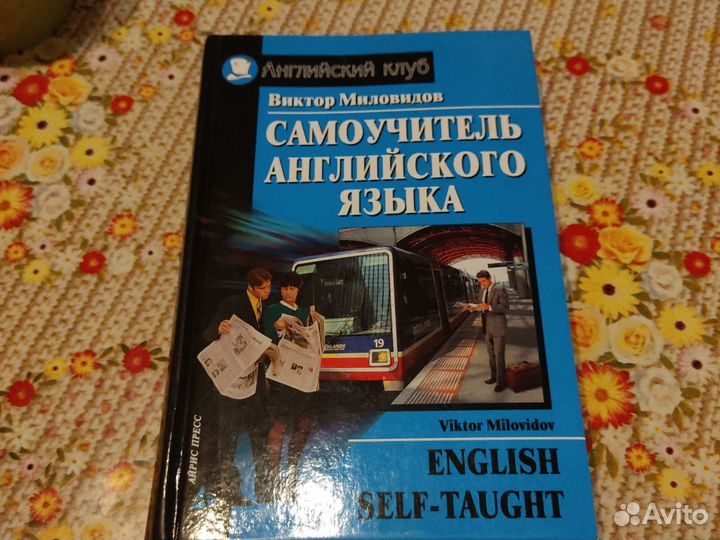 Английский клуб
Виктор Миловидов
САМОУЧИТЕЛЬ
АНГЛИЙСКОГО
ЯЗЫКА
19
Viktor Milovidov
ENGLISH
SELF-TAUGHT
АЙРИС ПРЕСС
Avito